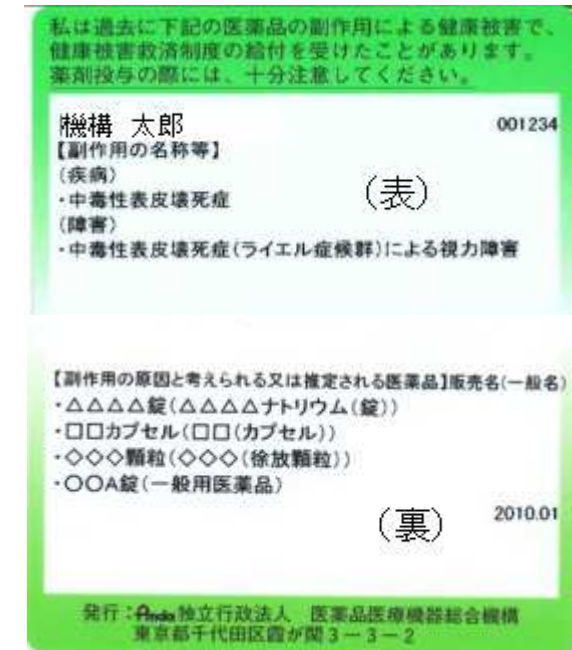 私は過去に下記の医薬品の副作用による健康被害で、
健康被害救済制度の給付を受けたことがあります。
薬剤投与の際には、十分注意してください。
機構 太郎
001234
【副作用の名称等】
(疾病)
・中毒性表皮壊死症
(表)
(障害)
・中毒性表皮壊死症(ライエル症候群)による視力障害
【副作用の原因と考えられる又は推定される医薬品】販売名(一般名)
・△△△△錠(△△△△ナトリウム(錠))
・□□カプセル(□□(カプセル))
・◇◇◇顆粒(◇◇◇(徐放顆粒))
・○○A錠(一般用医薬品)
(裏)
2010.01
発行:Pmda 独立行政法人 医薬品医療機器総合機構
東京都千代田区霞が関3-3-2